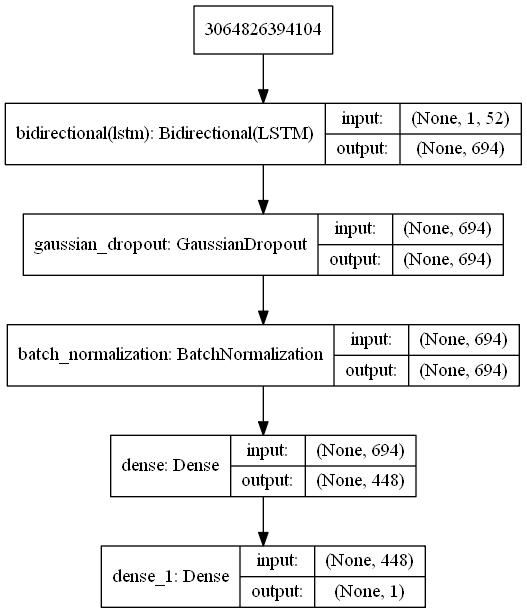 3064826394104
bidirectional(lstm): Bidirectional(LSTM)
input: (None, 1, 52)
output: (None, 694)
gaussian_dropout: GaussianDropout
input: (None, 694)
output: (None, 694)
batch_normalization: BatchNormalization
input: (None, 694)
output: (None, 694)
dense: Dense
input: (None, 694)
output: (None, 448)
dense_1: Dense
input: (None, 448)
output: (None, 1)